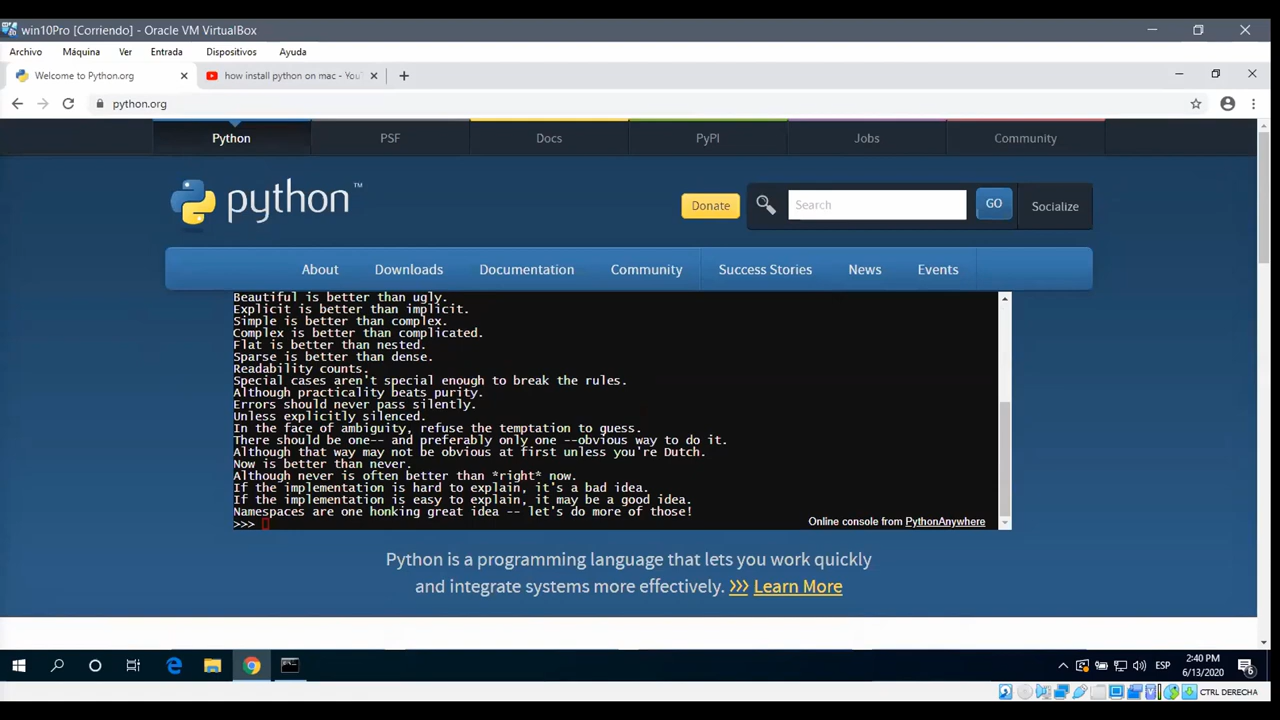 win10Pro [Corriendo] - Oracle VM VirtualBox
Archivo Máquina Ver Entrada Dispositivos Ayuda
Welcome to Python.org how install python on mac - You
python.org
Python PSF Docs PyPI Jobs Community
python™
Donate Search GO Socialize
About Downloads Documentation Community Success Stories News Events
Beautiful is better than ugly.
Explicit is better than implicit.
Simple is better than complex.
Complex is better than complicated.
Flat is better than nested.
Sparse is better than dense.
Readability counts.
Special cases aren't special enough to break the rules.
Although practicality beats purity.
Errors should never pass silently.
Unless explicitly silenced.
In the face of ambiguity, refuse the temptation to guess.
There should be one-- and preferably only one --obvious way to do it.
Although that way may not be obvious at first unless you're Dutch.
Now is better than never.
Although never is often better than *right* now.
If the implementation is hard to explain, it's a bad idea.
If the implementation is easy to explain, it may be a good idea.
Namespaces are one honking great idea -- let's do more of those!
>>>
Online console from PythonAnywhere
Python is a programming language that lets you work quickly
and integrate systems more effectively. >>> Learn More
ESP
2:40 PM
6/13/2020
6
CTRL DERECHA